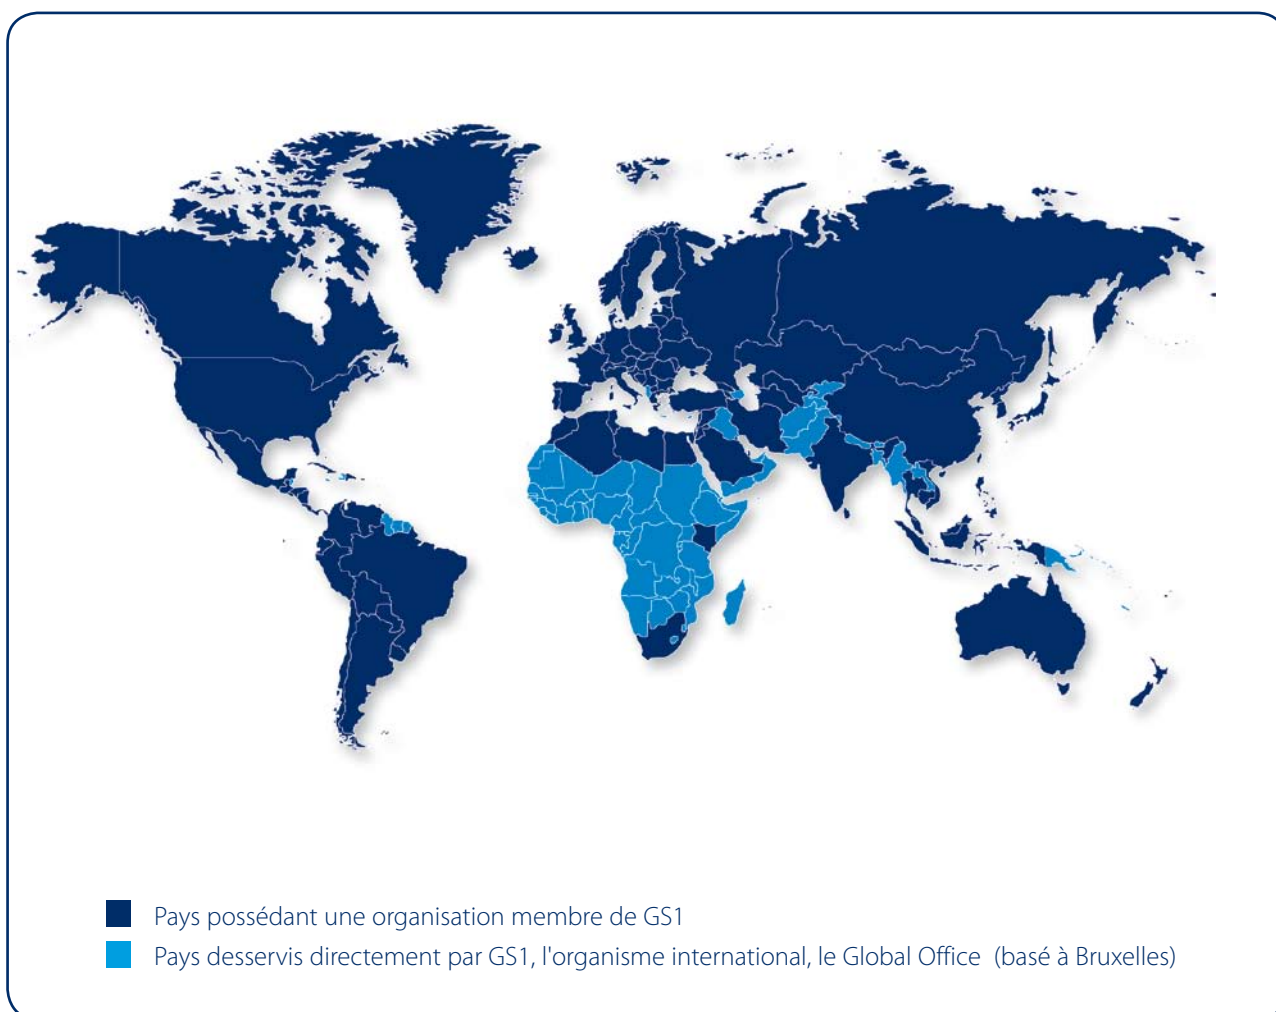 Pays possédant une organisation membre de GS1
Pays desservis directement par GS1, l'organisme international, le Global Office (basé à Bruxelles)